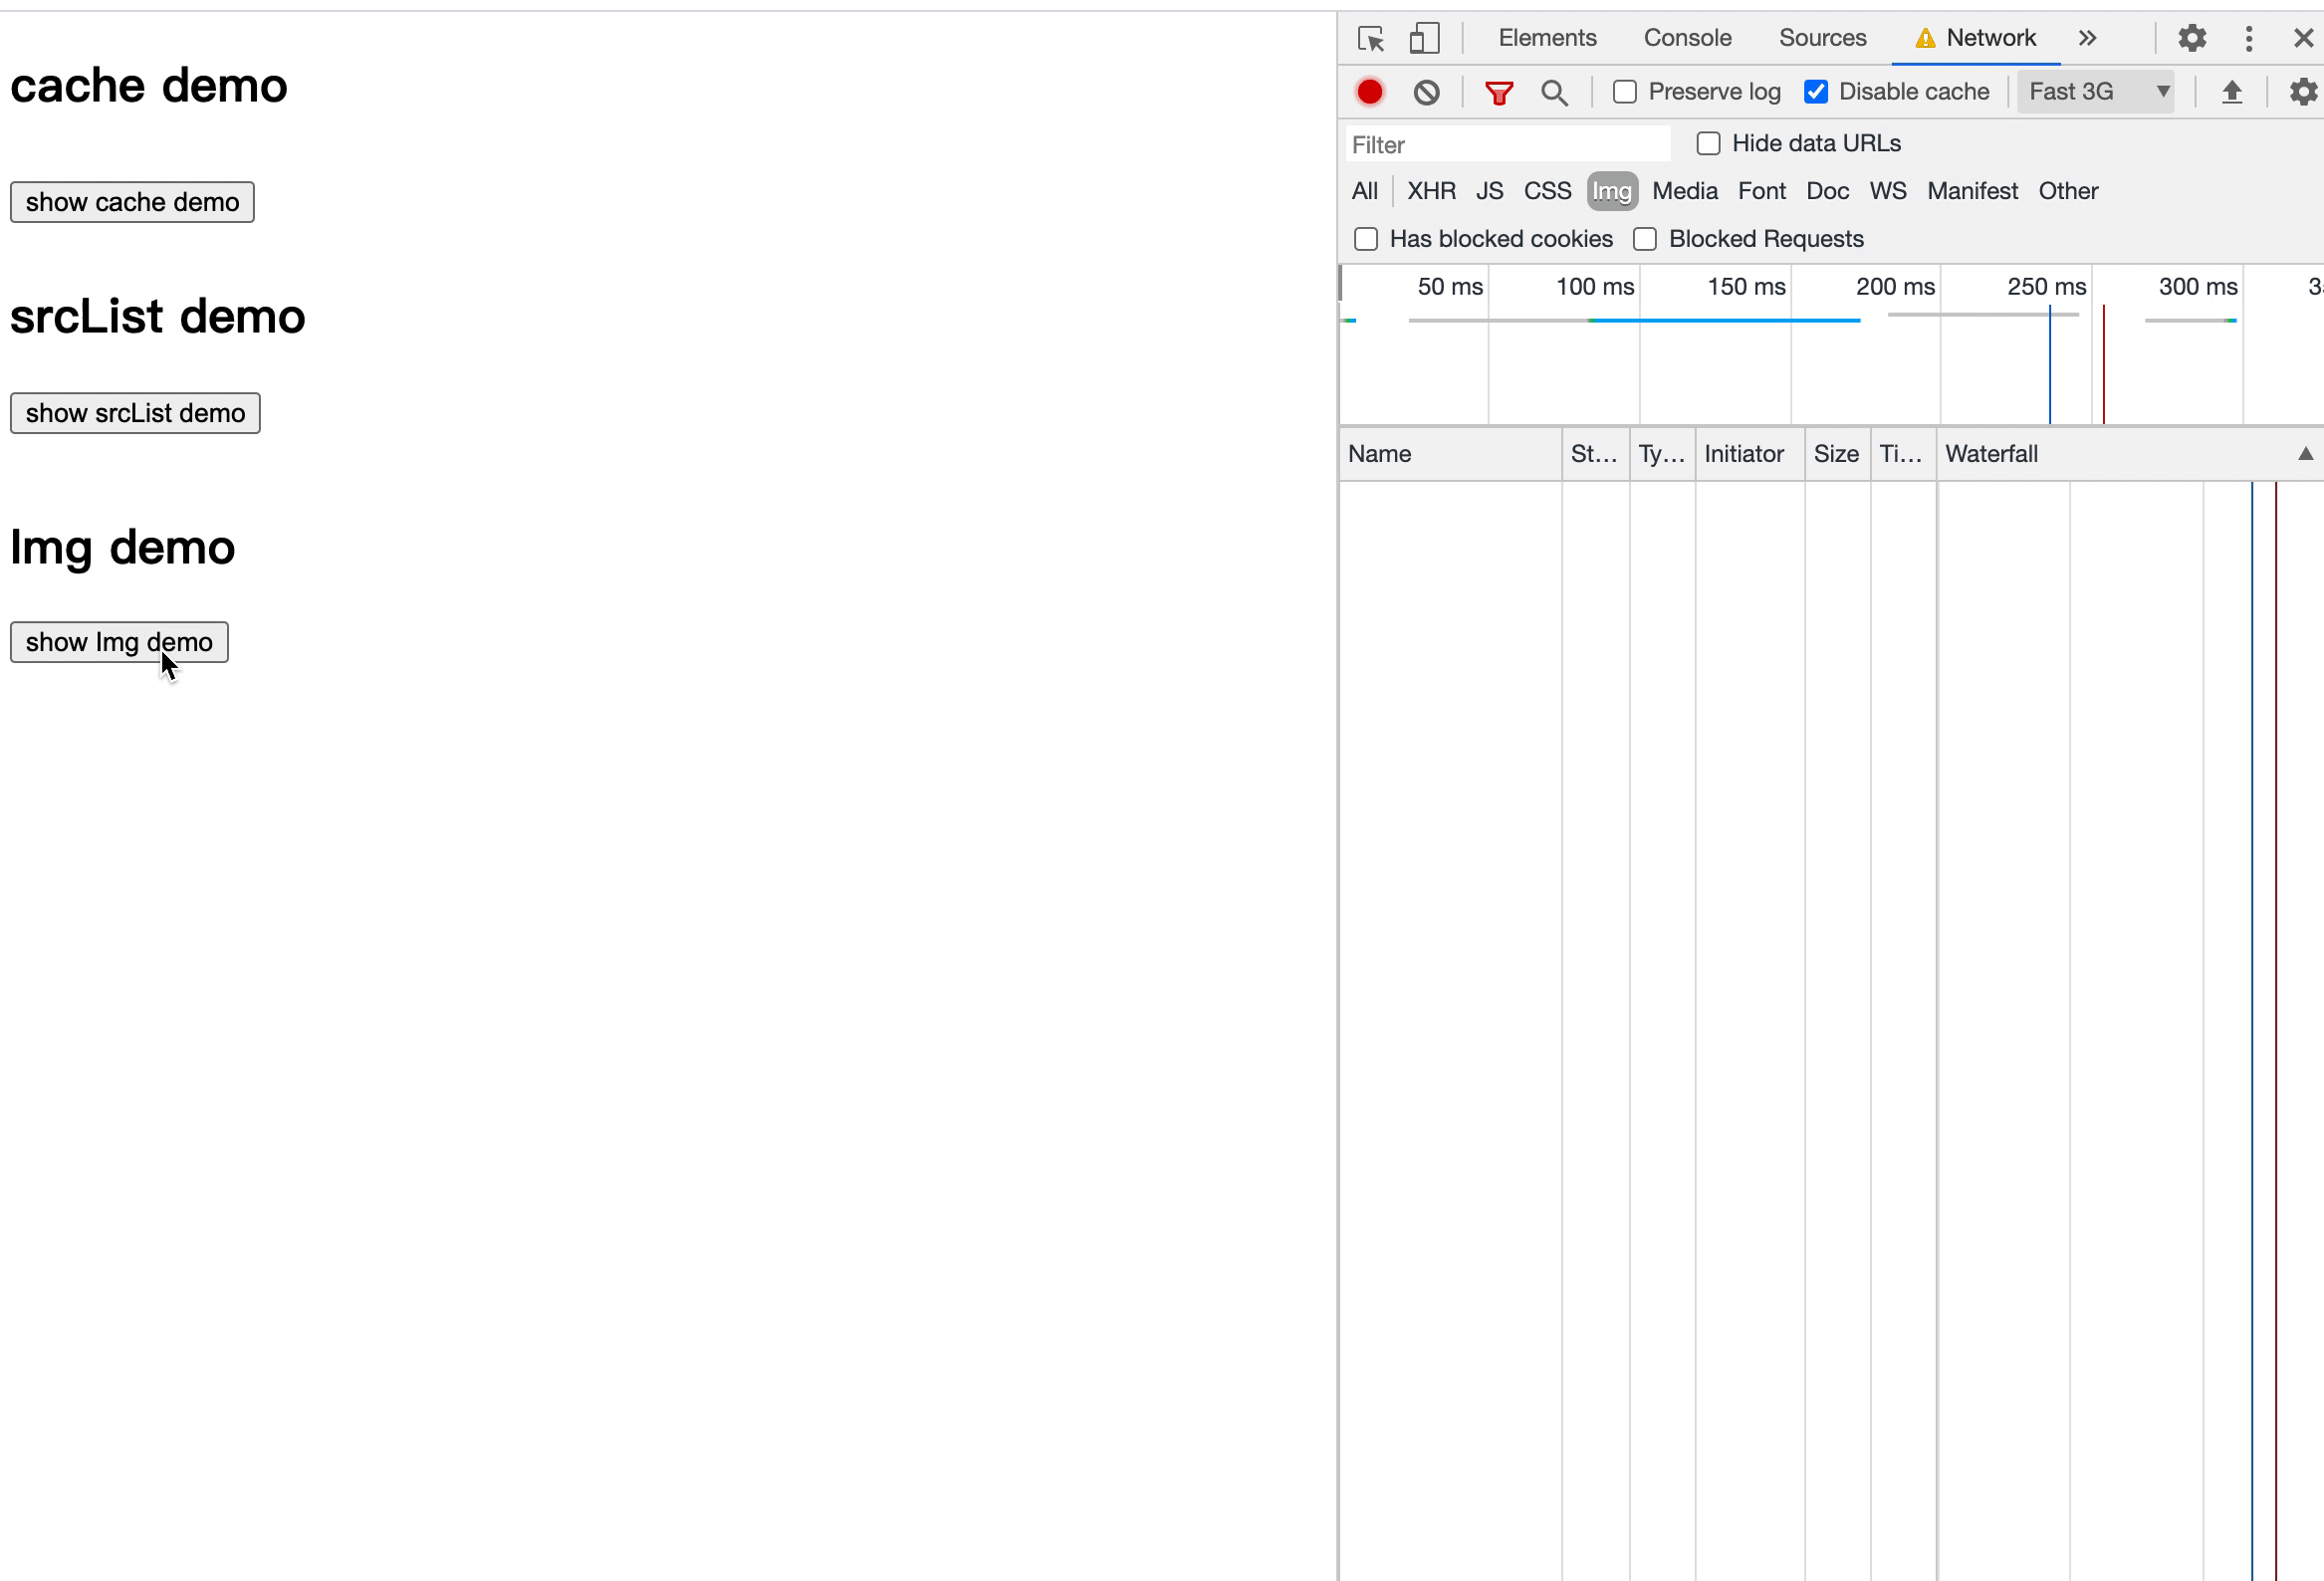 cache demo
show cache demo
srcList demo
show srcList demo
Img demo
show Img demo
Elements Console Sources Network
Preserve log Disable cache Fast 3G
Filter Hide data URLs
All XHR JS CSS Img Media Font Doc WS Manifest Other
Has blocked cookies Blocked Requests
50 ms 100 ms 150 ms 200 ms 250 ms 300 ms 3
Name St... Ty... Initiator Size Ti... Waterfall